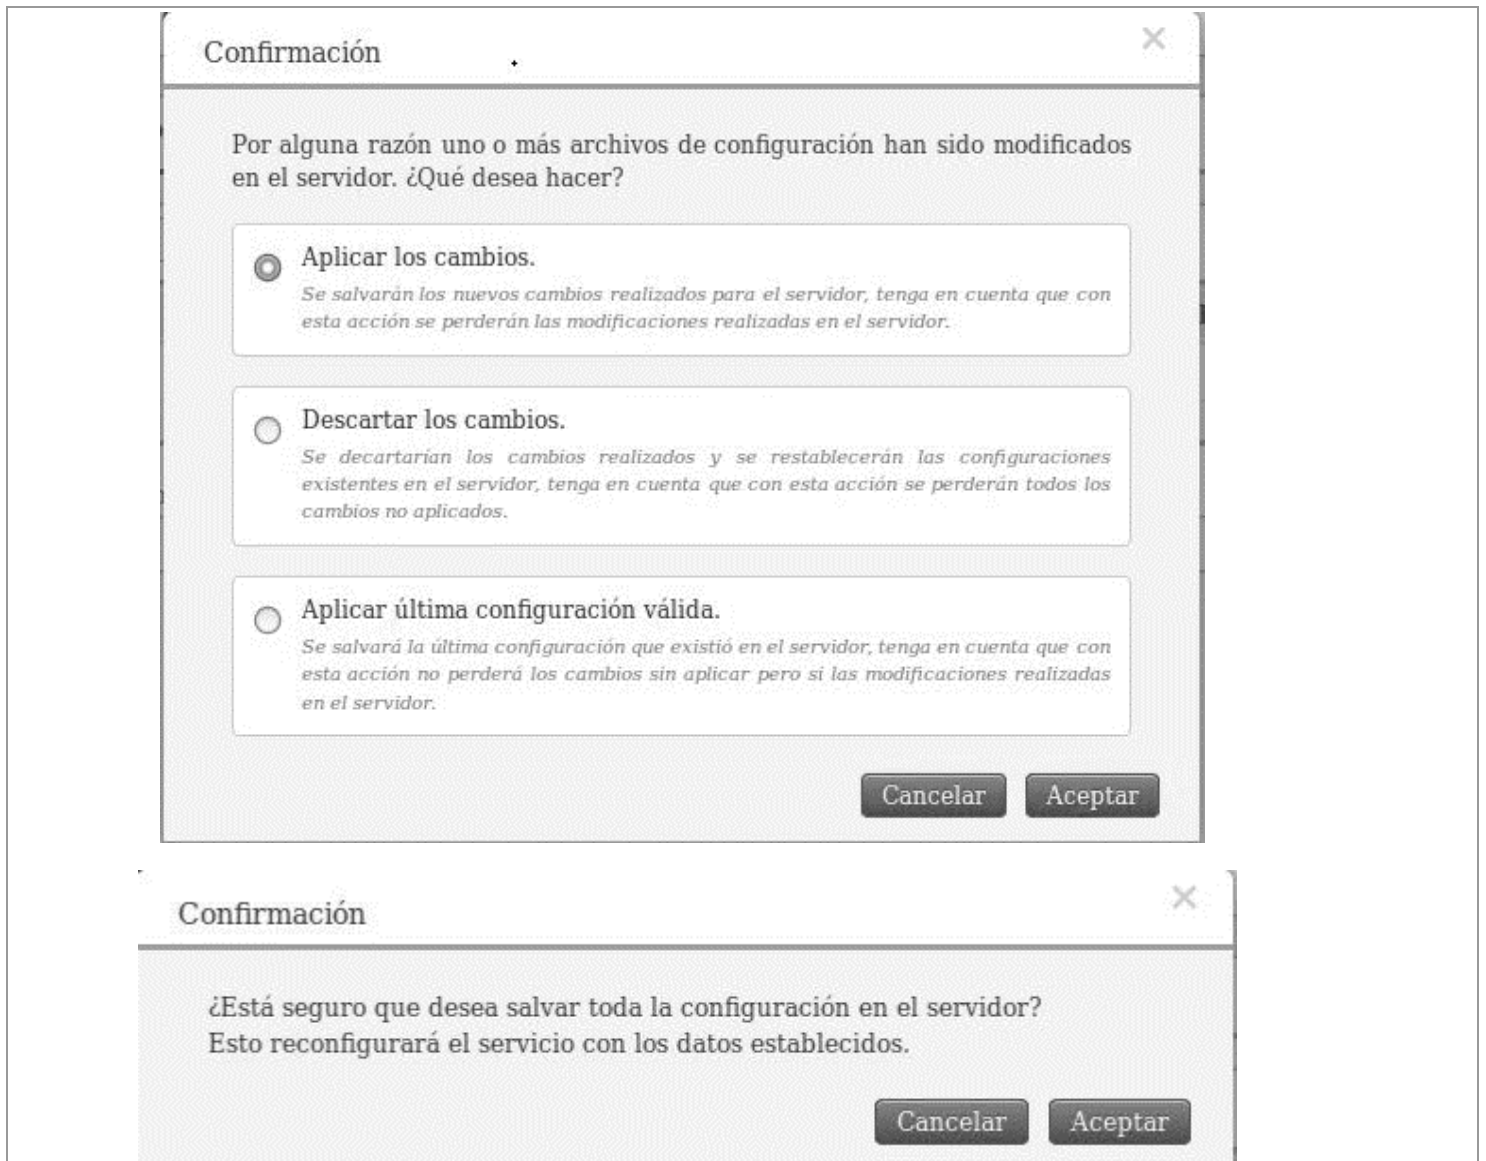 Confirmación
Por alguna razón uno o más archivos de configuración han sido modificados
en el servidor. ¿Qué desea hacer?
Aplicar los cambios.
Se salvarán los nuevos cambios realizados para el servidor, tenga en cuenta que con
esta acción se perderán las modificaciones realizadas en el servidor.
Descartar los cambios.
Se decartarían los cambios realizados y se restablecerán las configuraciones
existentes en el servidor, tenga en cuenta que con esta acción se perderán todos los
cambios no aplicados.
Aplicar última configuración válida.
Se salvará la última configuración que existió en el servidor, tenga en cuenta que con
esta acción no perderá los cambios sin aplicar pero si las modificaciones realizadas
en el servidor.
Cancelar Aceptar
Confirmación
¿Está seguro que desea salvar toda la configuración en el servidor?
Esto reconfigurará el servicio con los datos establecidos.
Cancelar Aceptar